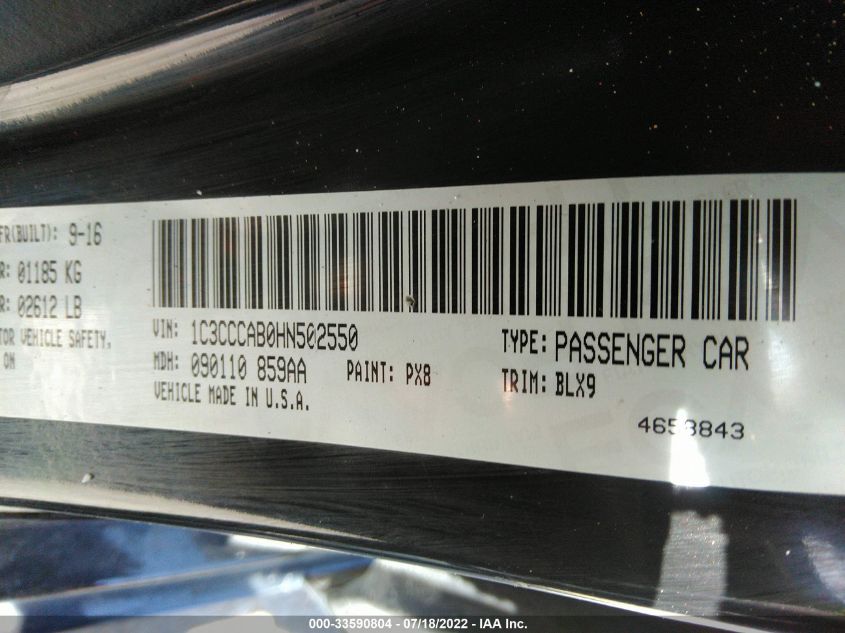 FR(BUILT): 9-16
R: 01185 KG
R: 02612 LB
TOR VEHICLE SAFETY.
ON
VIN: 1C3CCCAB0HN502550
MDH: 090110 859AA
PAINT: PX8
VEHICLE MADE IN U.S.A.
TYPE: PASSENGER CAR
TRIM: BLX9
4658843
000-33590804 - 07/18/2022 - IAA Inc.